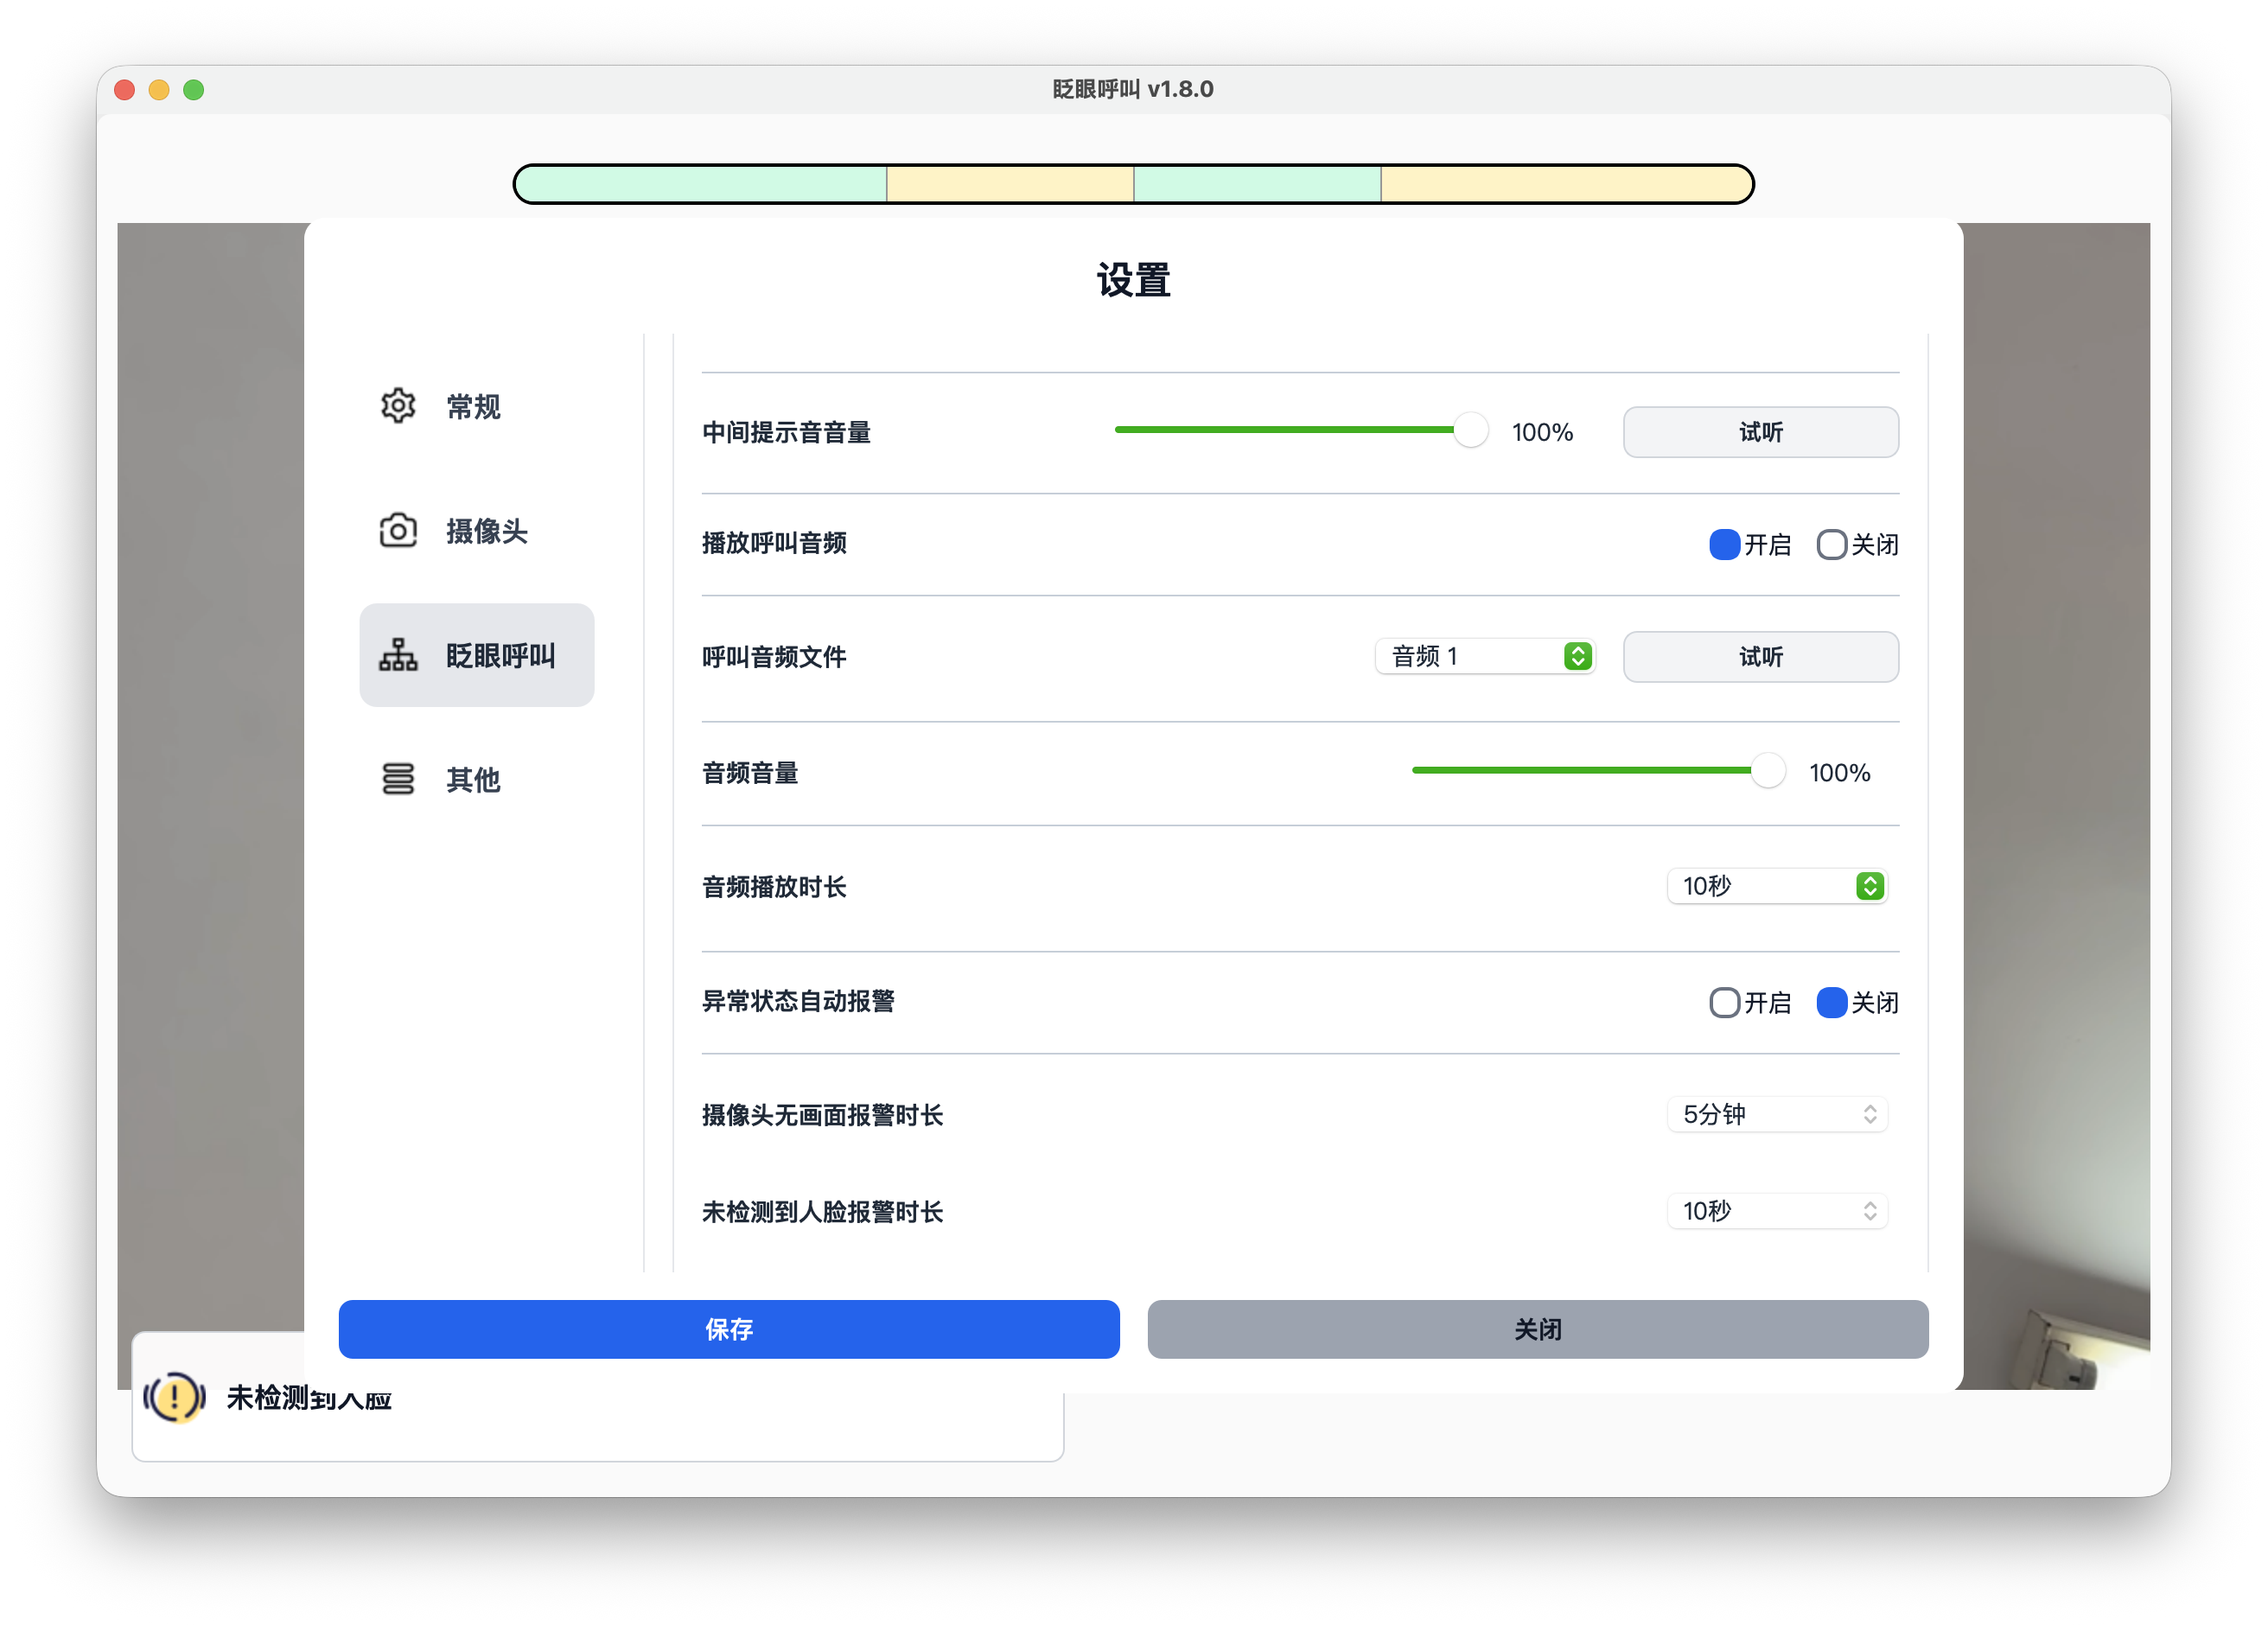 眨眼呼叫 v1.8.0
设置
常规
摄像头
眨眼呼叫
其他
中间提示音音量 100% 试听
播放呼叫音频 开启 关闭
呼叫音频文件 音频 1 试听
音频音量 100%
音频播放时长 10秒
异常状态自动报警 开启 关闭
摄像头无画面报警时长 5分钟
未检测到人脸报警时长 10秒
保存 关闭
未检测到人脸